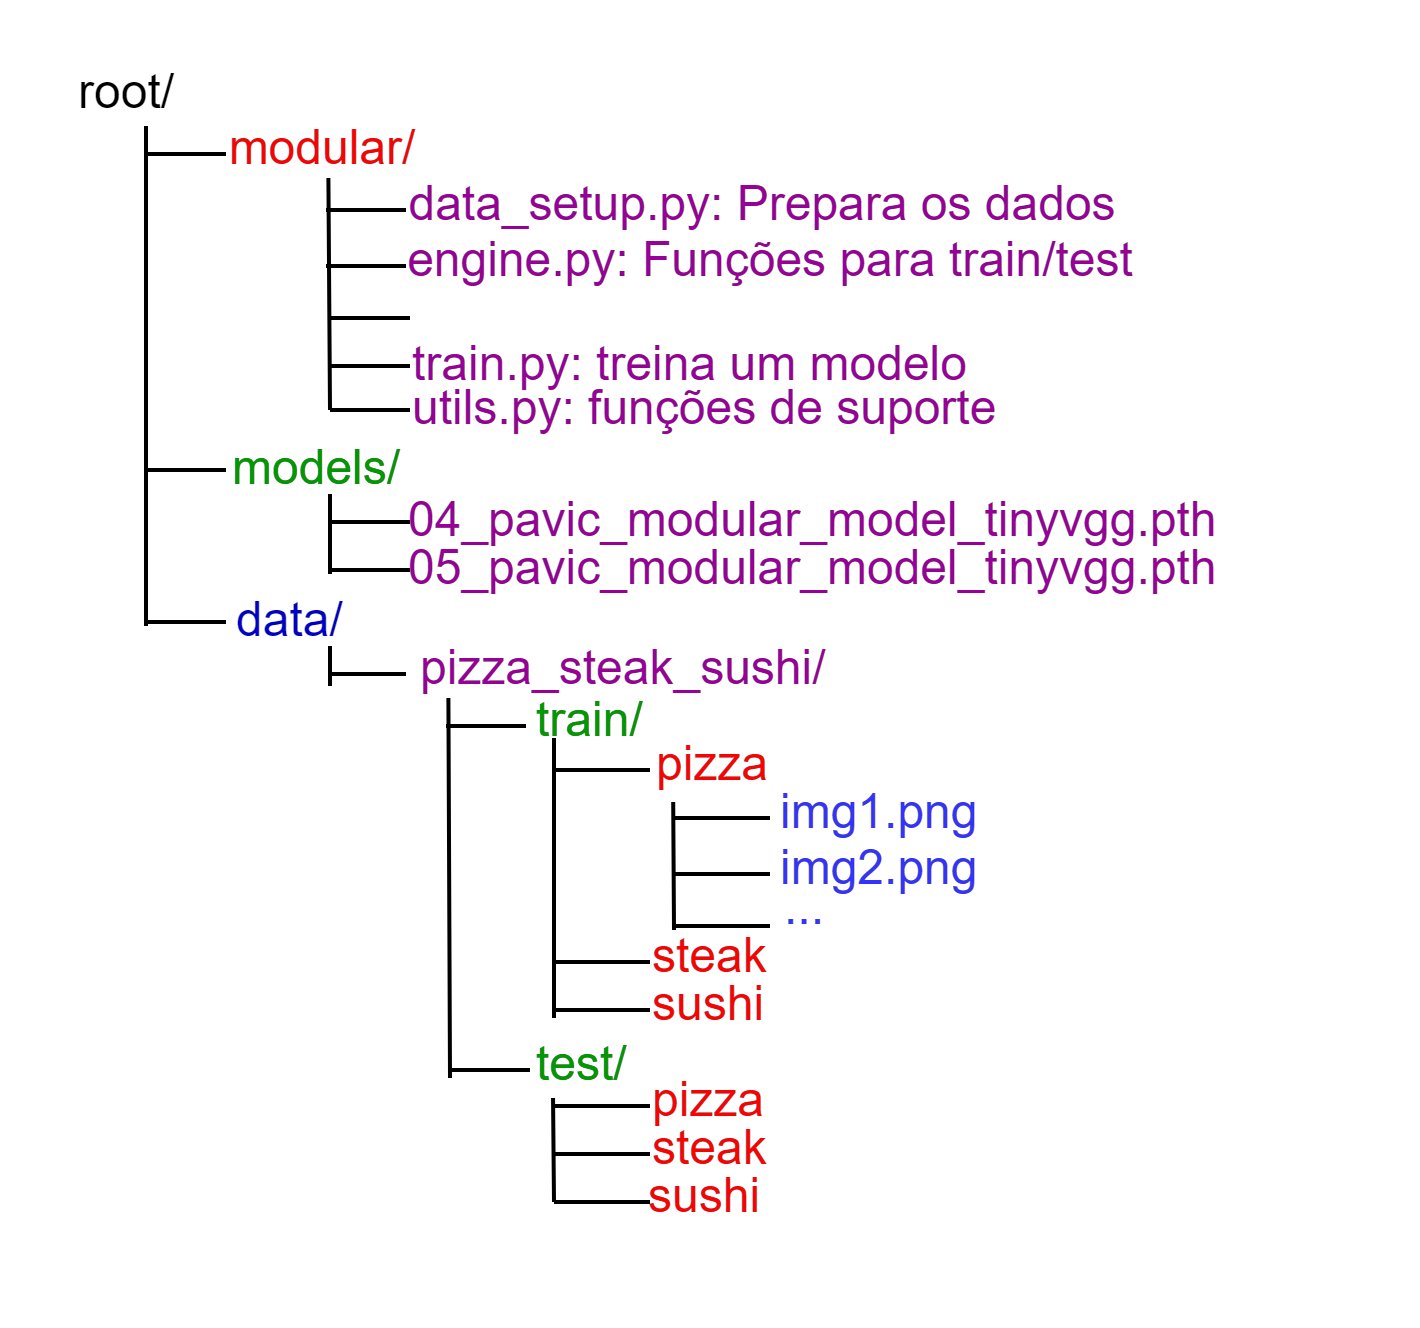 root/
modular/
data_setup.py: Prepara os dados
engine.py: Funções para train/test
train.py: treina um modelo
utils.py: funções de suporte
models/
04_pavic_modular_model_tinyvgg.pth
05_pavic_modular_model_tinyvgg.pth
data/
pizza_steak_sushi/
train/
pizza
img1.png
img2.png
...
steak
sushi
test/
pizza
steak
sushi